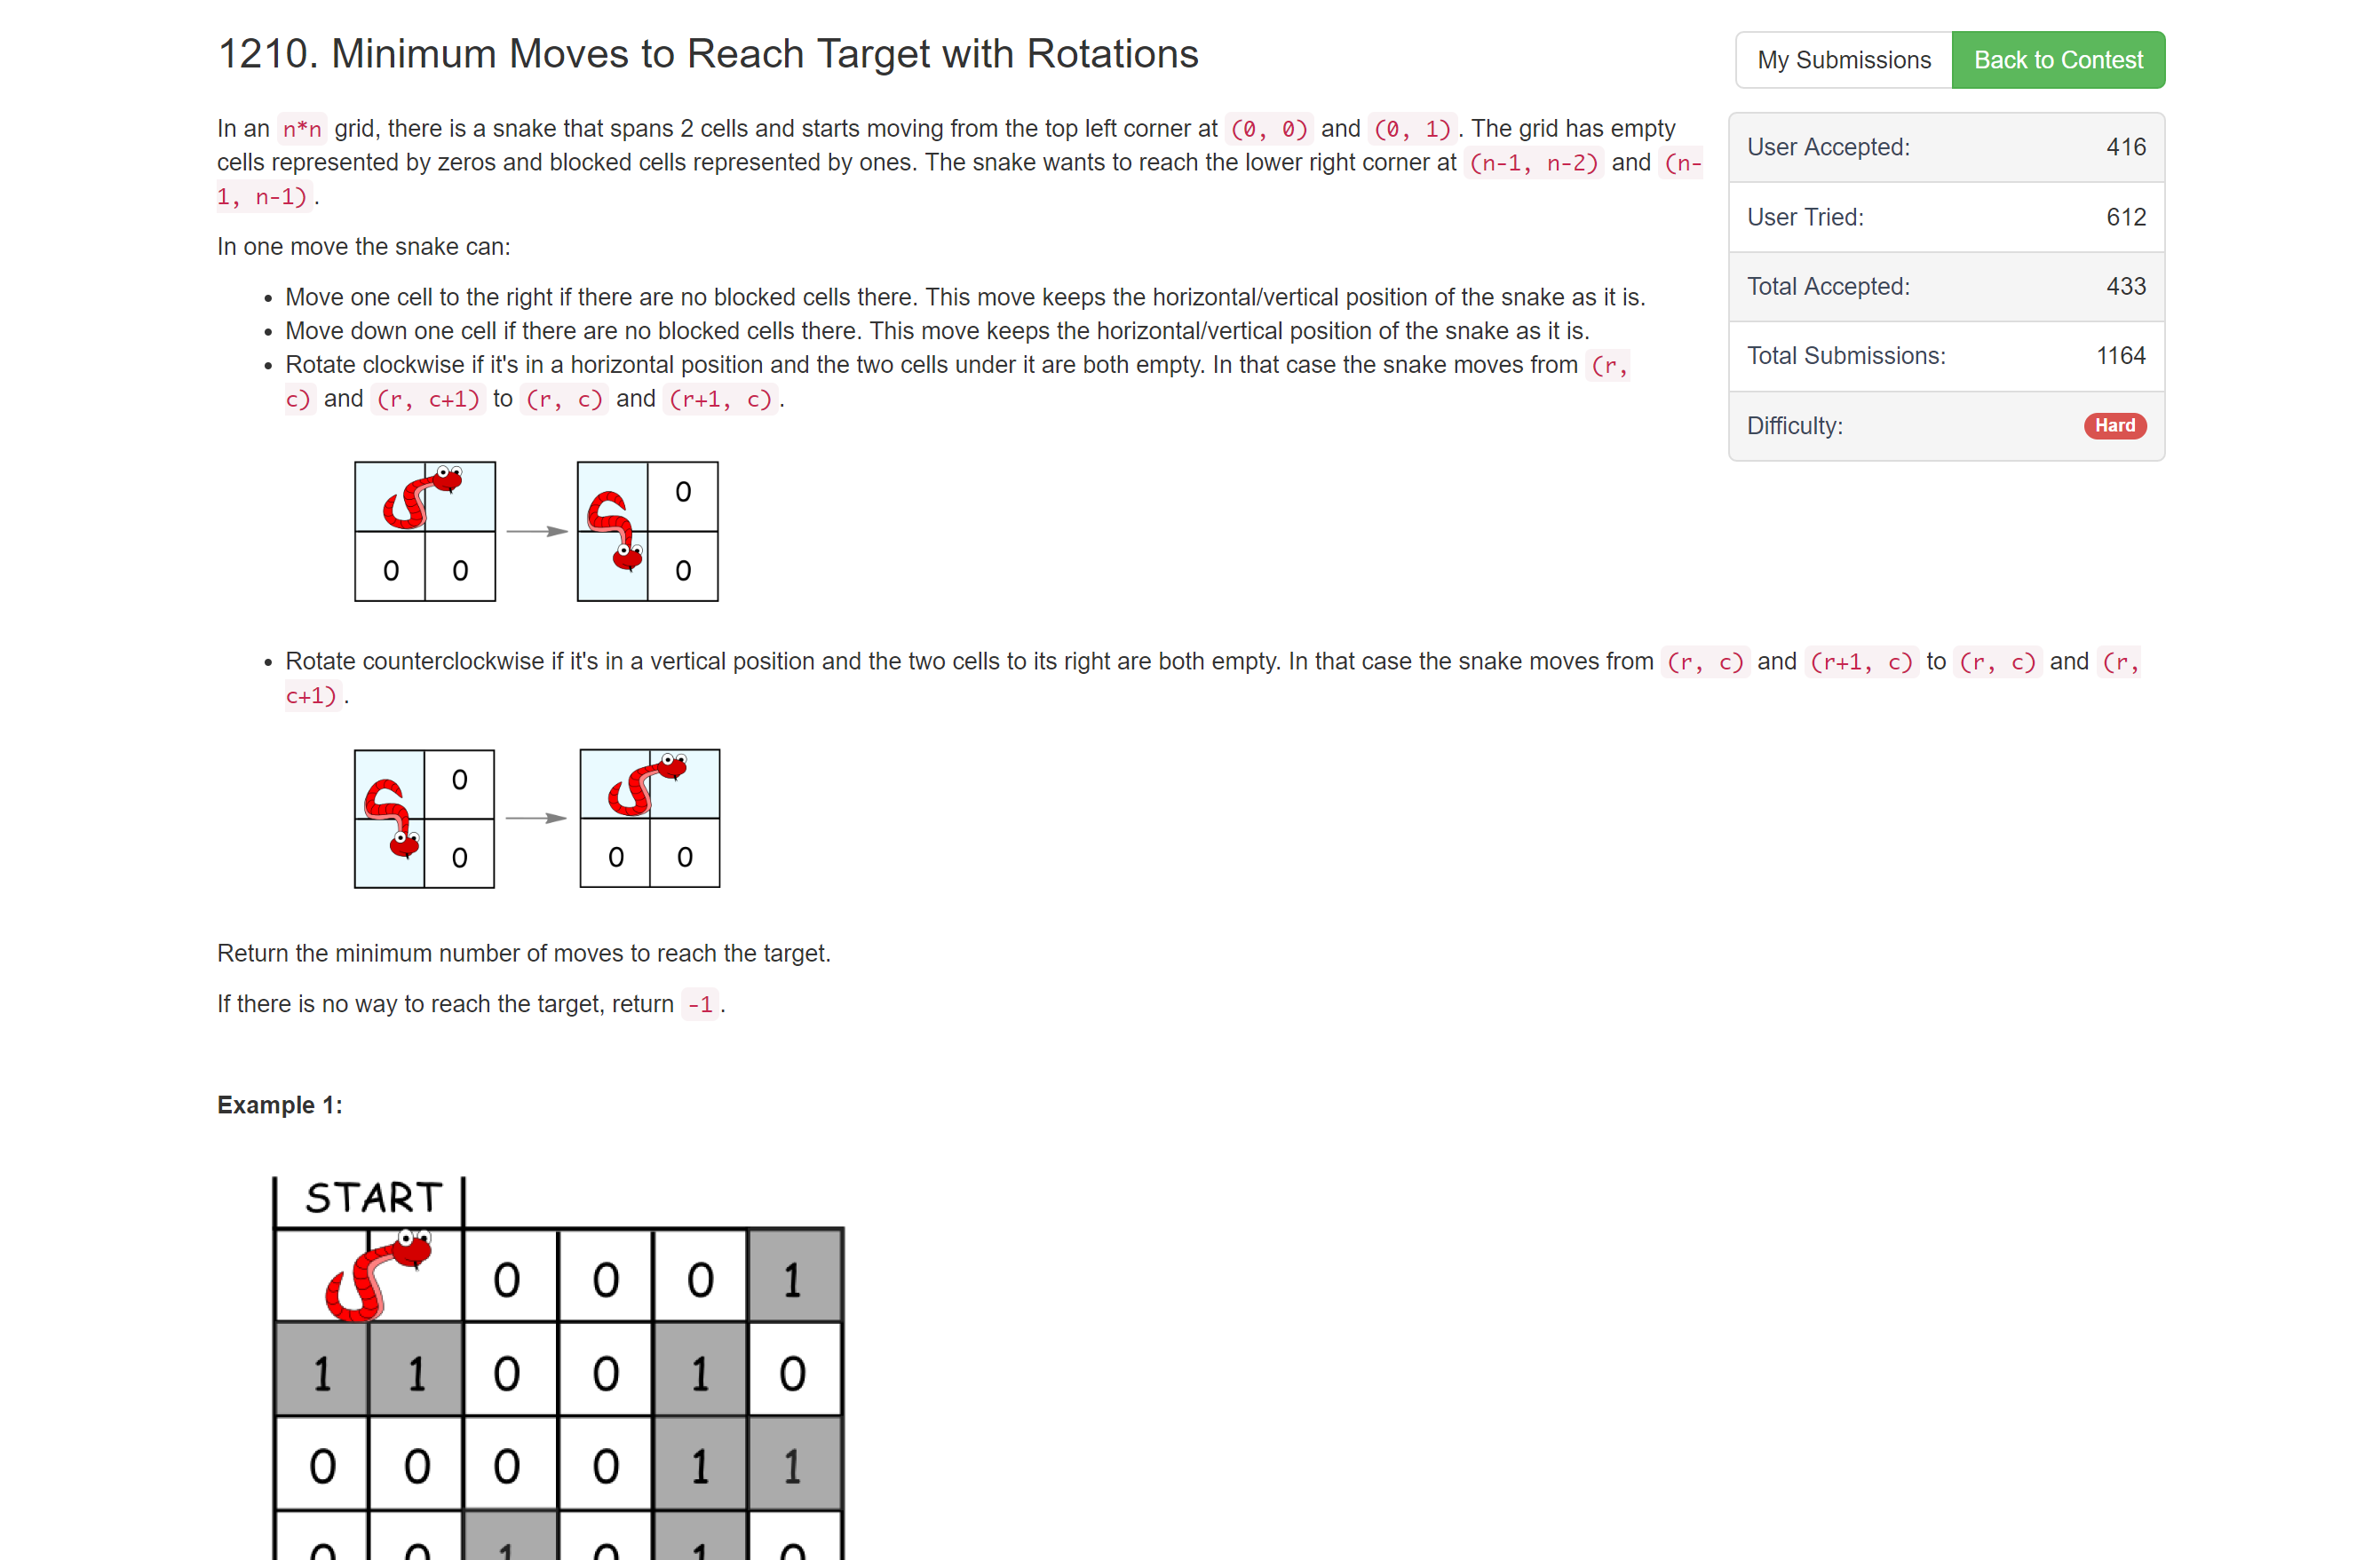 1210. Minimum Moves to Reach Target with Rotations
My Submissions
Back to Contest
In an n*n grid, there is a snake that spans 2 cells and starts moving from the top left corner at (0, 0) and (0, 1). The grid has empty
cells represented by zeros and blocked cells represented by ones. The snake wants to reach the lower right corner at (n-1, n-2) and (n-
1, n-1).
User Accepted: 416
User Tried: 612
Total Accepted: 433
Total Submissions: 1164
Difficulty: Hard
In one move the snake can:
• Move one cell to the right if there are no blocked cells there. This move keeps the horizontal/vertical position of the snake as it is.
• Move down one cell if there are no blocked cells there. This move keeps the horizontal/vertical position of the snake as it is.
• Rotate clockwise if it's in a horizontal position and the two cells under it are both empty. In that case the snake moves from (r,
c) and (r, c+1) to (r, c) and (r+1, c).
0
0 0 0
• Rotate counterclockwise if it's in a vertical position and the two cells to its right are both empty. In that case the snake moves from (r, c) and (r+1, c) to (r, c) and (r,
c+1).
0
0 0 0
Return the minimum number of moves to reach the target.
If there is no way to reach the target, return -1.
Example 1:
START
0 0 0 1
1 1 0 0 1 0
0 0 0 0 1 1
0 0 1 0 1 0